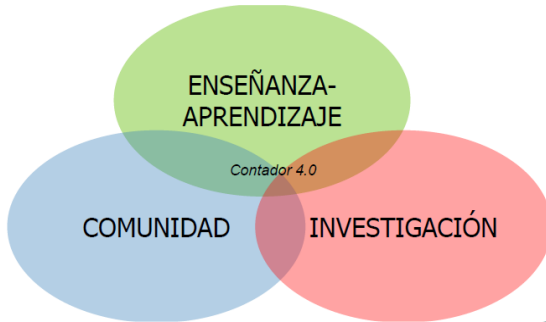 ENSEÑANZA-
APRENDIZAJE
Contador 4.0
COMUNIDAD
INVESTIGACIÓN